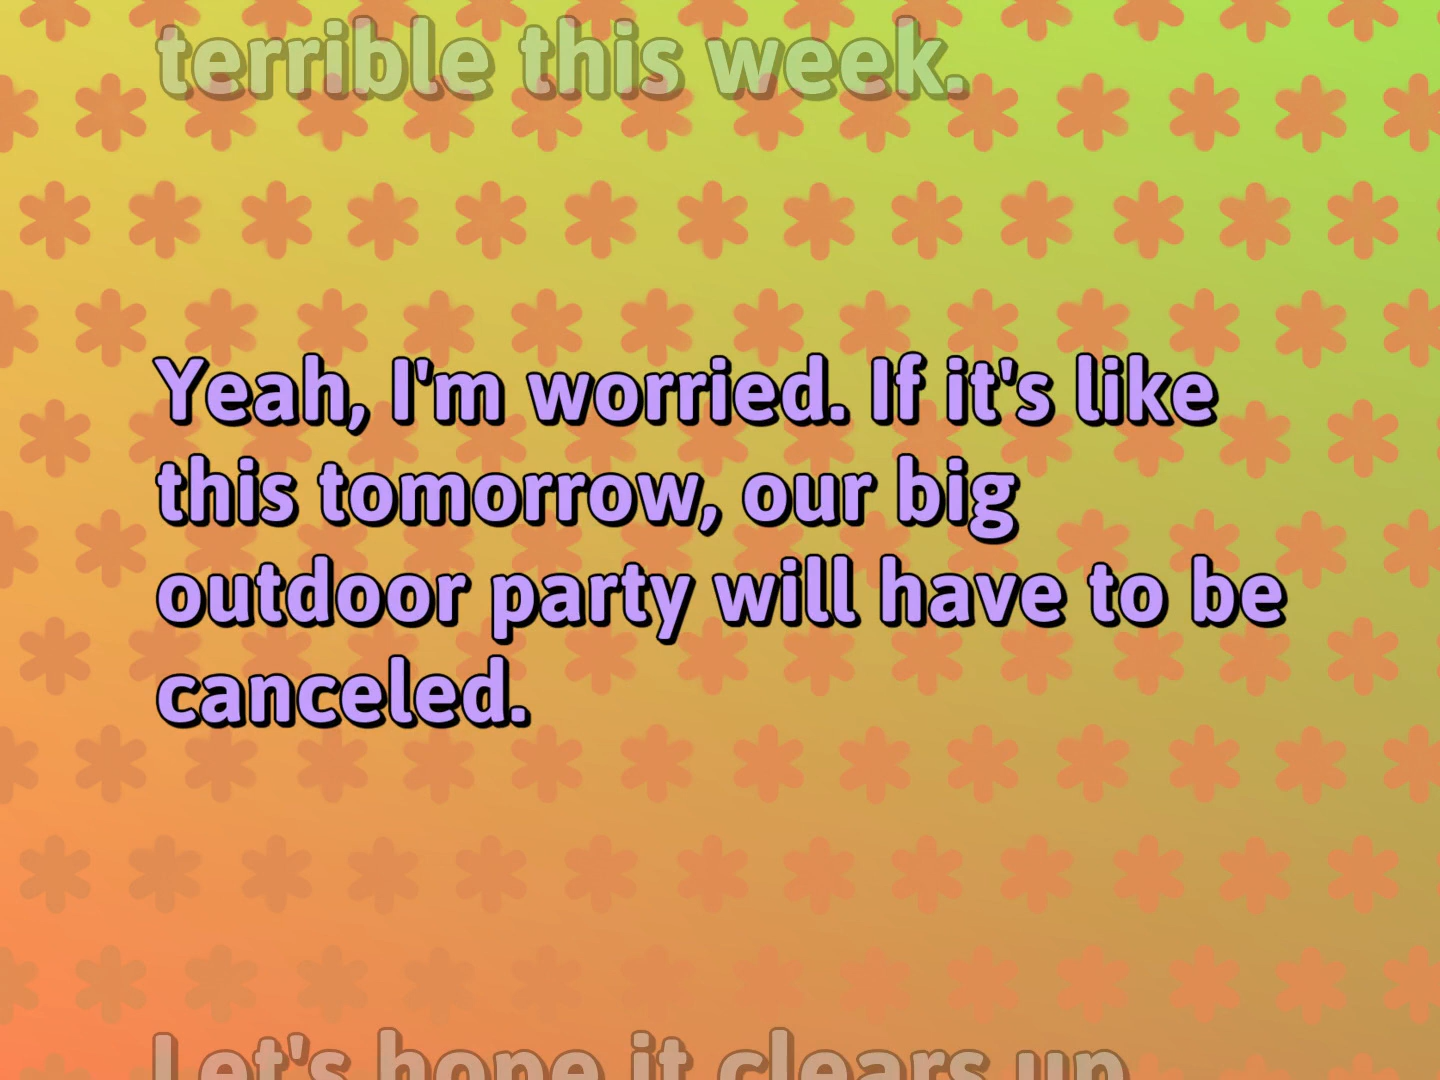 terrible this week.
Yeah, I'm worried. If it's like
this tomorrow, our big
outdoor party will have to be
canceled.
Let's hope it clears up